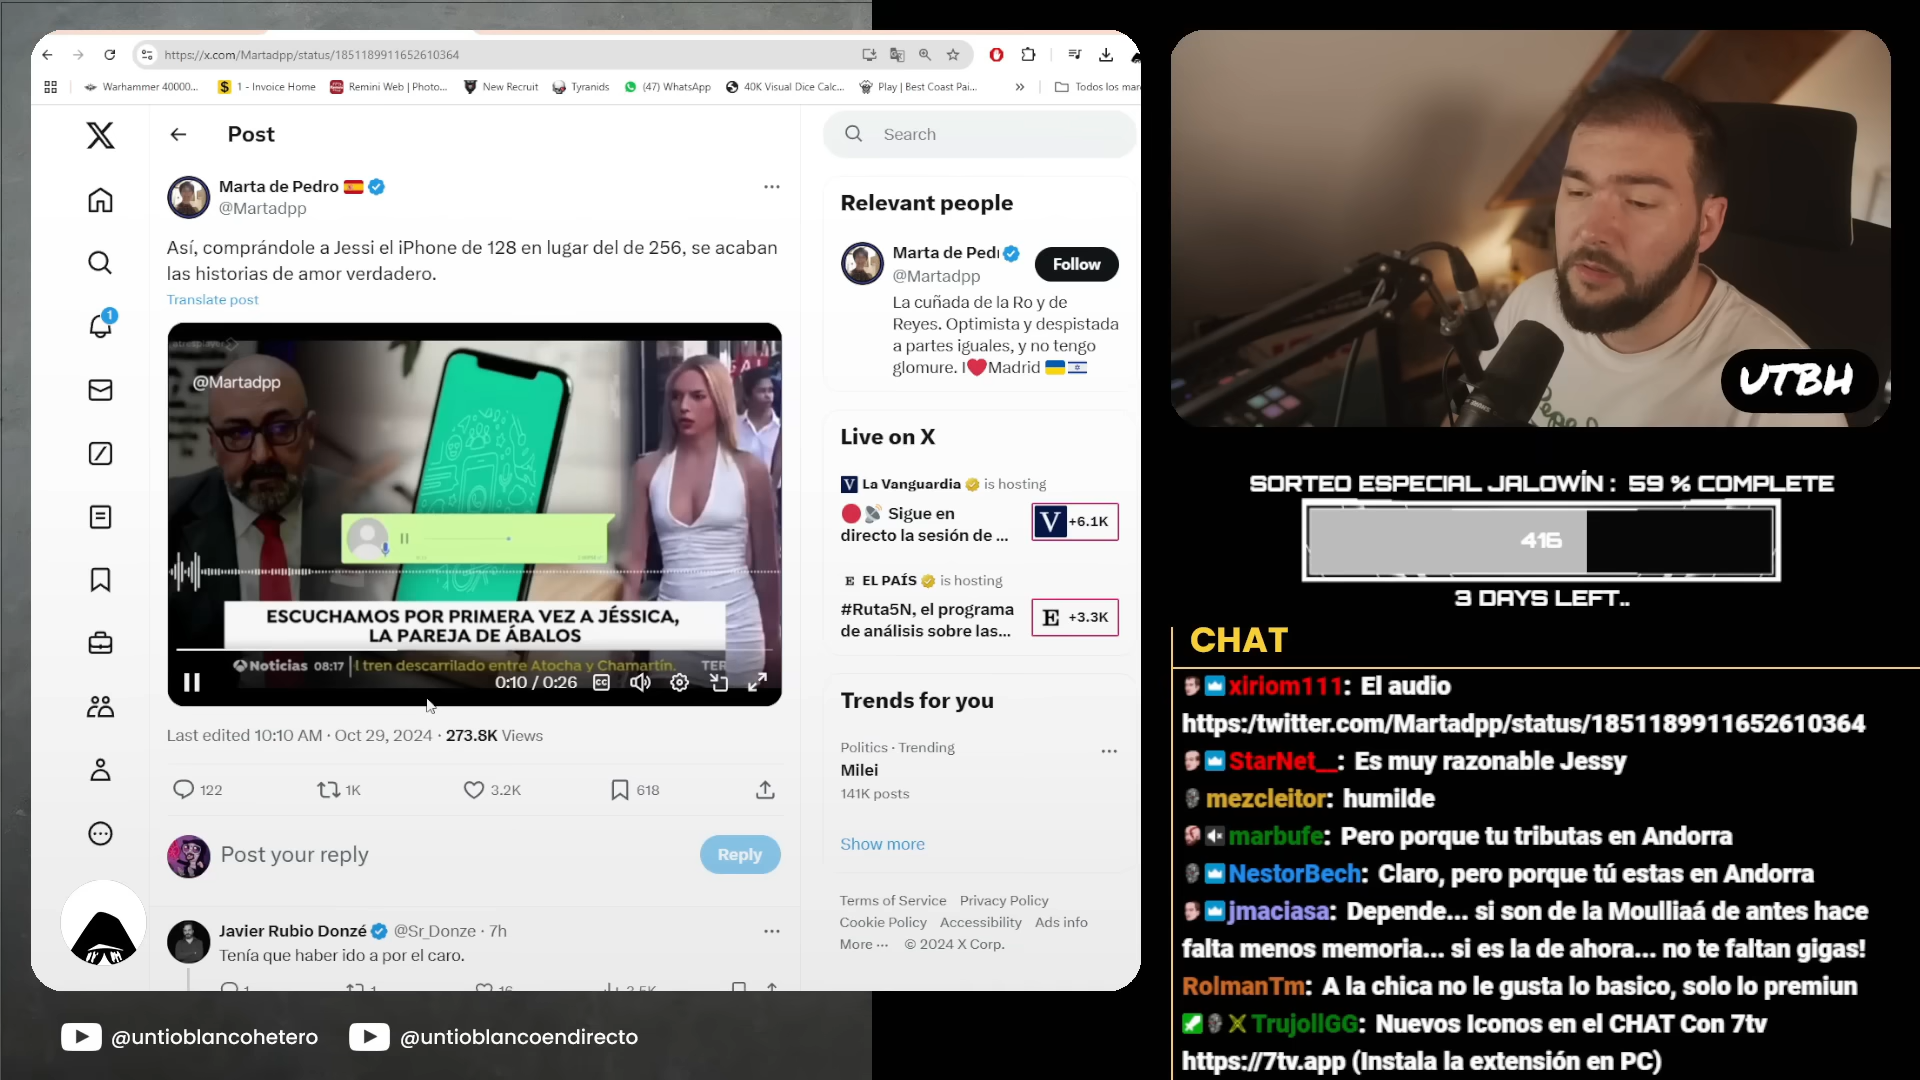 https://x.com/Martadpp/status/1851189911652610364
Warhammer 40000...
1 - Invoice Home
Remini Web | Photo...
New Recruit
Tyranids
(47) WhatsApp
40K Visual Dice Calc...
Play | Best Coast Pai...
»
Todos los mar
Post
Marta de Pedro
@Martadpp
Así, comprándole a Jessi el iPhone de 128 en lugar del de 256, se acaban
las historias de amor verdadero.
Translate post
@Martadpp
ESCUCHAMOS POR PRIMERA VEZ A JÉSSICA,
LA PAREJA DE ÁBALOS
Noticias 08:17 l tren descarrilado entre Atocha y Chamartín. TER
0:10 / 0:26
Last edited 10:10 AM · Oct 29, 2024 · 273.8K Views
122
1K
3.2K
618
Post your reply
Reply
Javier Rubio Donzé @Sr_Donze · 7h
Tenía que haber ido a por el caro.
1
1
16
3.5K
Search
Relevant people
Marta de Ped
@Martadpp
Follow
La cuñada de la Ro y de
Reyes. Optimista y despistada
a partes iguales, y no tengo
glomure. I❤️Madrid
Live on X
La Vanguardia is hosting
Sigue en
directo la sesión de ...
V +6.1K
EL PAÍS is hosting
#Ruta5N, el programa
de análisis sobre las...
E +3.3K
Trends for you
Politics · Trending
Milei
141K posts
Show more
Terms of Service Privacy Policy
Cookie Policy Accessibility Ads info
More ··· © 2024 X Corp.
@untioblancohetero
@untioblancoendirecto
UTBH
SORTEO ESPECIAL JALOWÍN : 59 % COMPLETE
416
3 DAYS LEFT..
CHAT
xiriom111: El audio
https:/twitter.com/Martadpp/status/1851189911652610364
StarNet__: Es muy razonable Jessy
mezcleitor: humilde
marbufe: Pero porque tu tributas en Andorra
NestorBech: Claro, pero porque tú estas en Andorra
jmaciasa: Depende... si son de la Moulliaá de antes hace
falta menos memoria... si es la de ahora... no te faltan gigas!
RolmanTm: A la chica no le gusta lo basico, solo lo premiun
TrujollGG: Nuevos Iconos en el CHAT Con 7tv
https://7tv.app (Instala la extensión en PC)